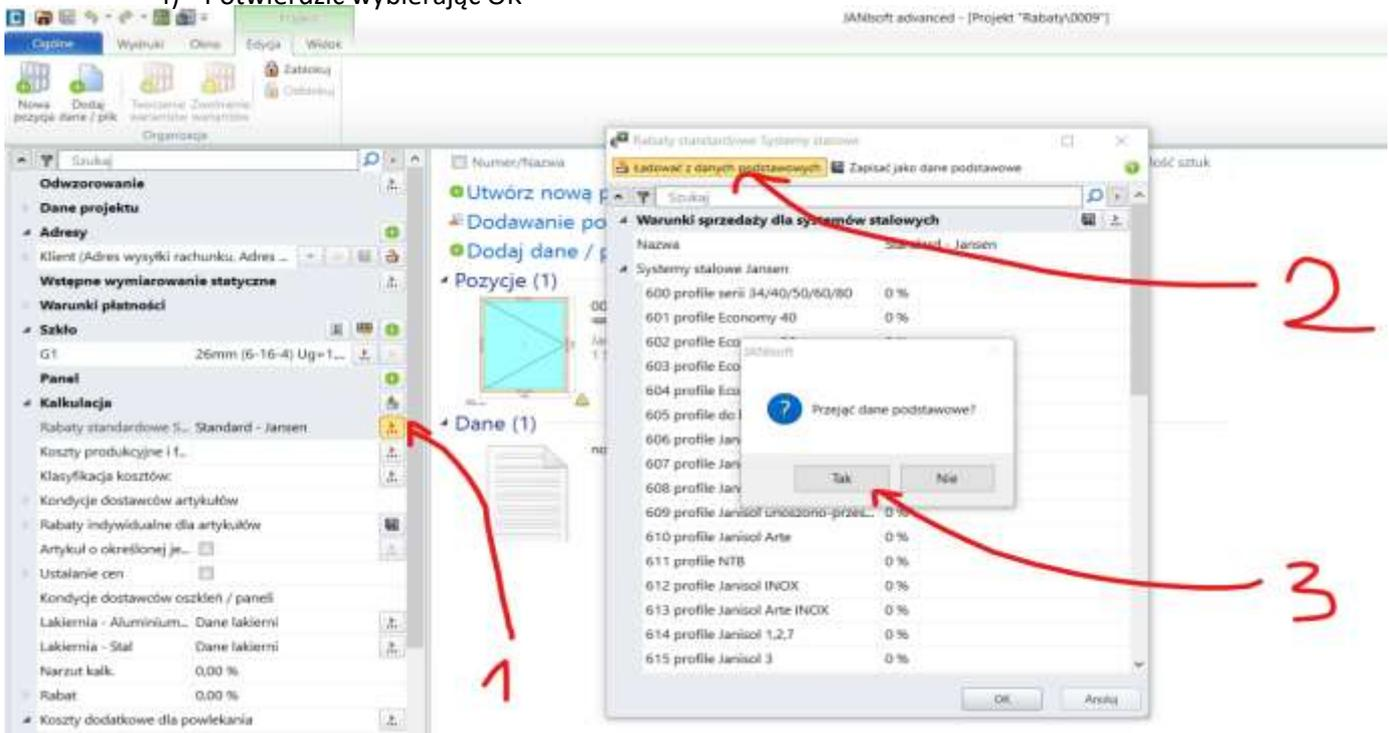 4) Potwierdzić wybierając OK
JANIsoft advanced - [Projekt "Rabaty\0009"]
Ogólne Wydruki Okno Edycja Widok
Nowa pozycja
Dodaj dane / plik
Tworzenie wariantów
Zwolnienie wariantów
Zablokuj
Odblokuj
Organizacja
Szukaj
Odwzorowanie
Dane projektu
Adresy
Klient (Adres wysyłki rachunku, Adres ...
Wstępne wymiarowanie statyczne
Warunki płatności
Szkło
G1 26mm (6-16-4) Ug=1,...
Panel
Kalkulacja
Rabaty standardowe S... Standard - Jansen
Koszty produkcyjne i f...
Klasyfikacja kosztów:
Kondycje dostawców artykułów
Rabaty indywidualne dla artykułów
Artykuł o określonej je...
Ustalanie cen
Kondycje dostawców oszkleń / paneli
Lakiernia - Aluminium... Dane lakierni
Lakiernia - Stal Dane lakierni
Narzut kalk. 0,00 %
Rabat 0,00 %
Koszty dodatkowe dla powlekania
Numer/Nazwa
Utwórz nową p
Dodawanie po
Dodaj dane / p
Pozycje (1)
Dane (1)
Rabaty standardowe Systemy stalowe
Ładować z danych podstawowych Zapisać jako dane podstawowe
Szukaj
Warunki sprzedaży dla systemów stalowych
Nazwa Standard - Jansen
Systemy stalowe Jansen
600 profile serii 34/40/50/60/80 0 %
601 profile Economy 40 0 %
602 profile Eco
603 profile Eco
604 profile Eco
605 profile do
606 profile Jan
607 profile Jan
608 profile Jan
609 profile Janisol unoszono-przes... 0 %
610 profile Janisol Arte 0 %
611 profile NTB 0 %
612 profile Janisol INOX 0 %
613 profile Janisol Arte INOX 0 %
614 profile Janisol 1,2,7 0 %
615 profile Janisol 3 0 %
OK Anuluj
JANIsoft
Przejąć dane podstawowe?
Tak Nie
ilość sztuk
1
2
3